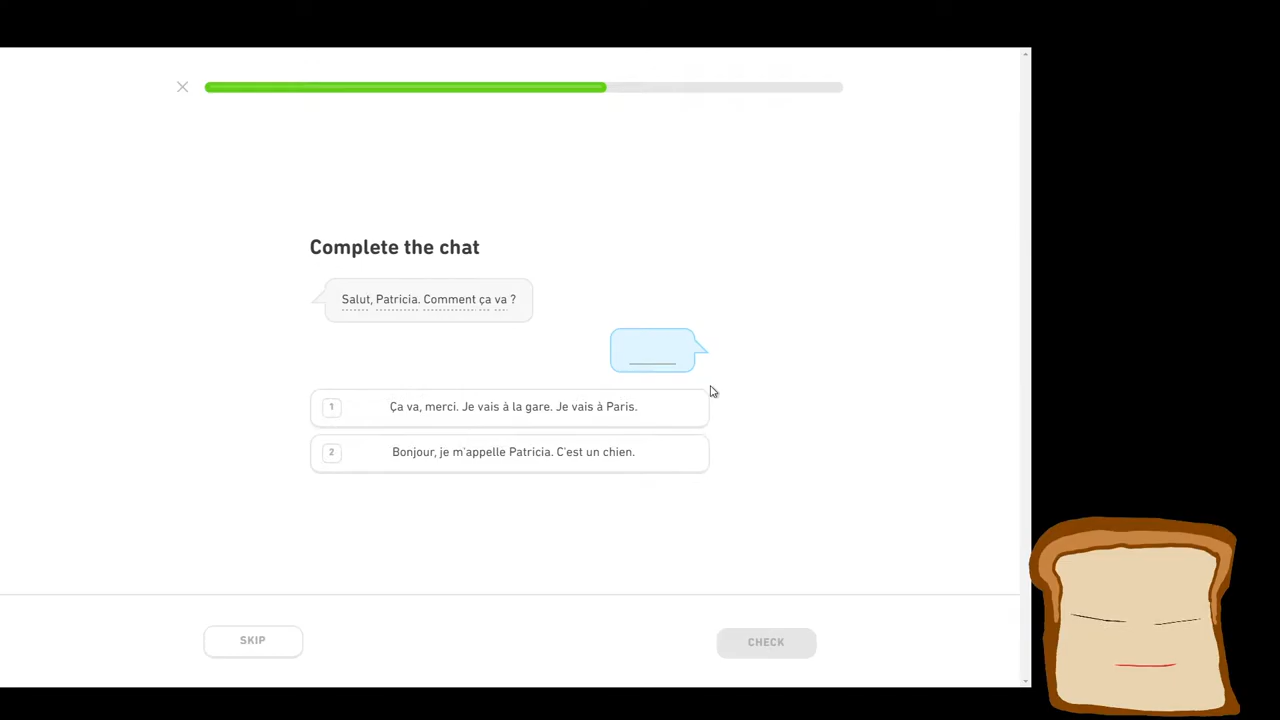 Complete the chat
Salut, Patricia. Comment ça va ?
1 Ça va, merci. Je vais à la gare. Je vais à Paris.
2 Bonjour, je m'appelle Patricia. C'est un chien.
SKIP
CHECK